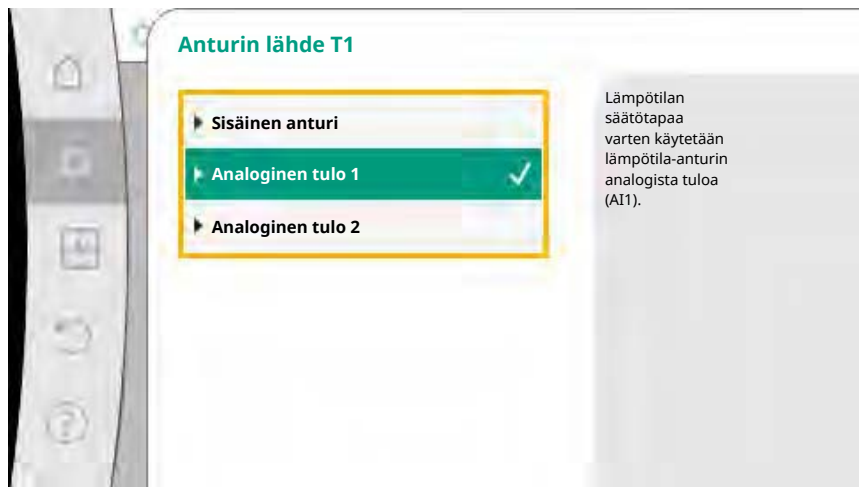 Anturin lähde T1
Sisäinen anturi
Analoginen tulo 1
Analoginen tulo 2
Lämpötilan
säätötapaa
varten käytetään
lämpötila-anturin
analogista tuloa
(AI1).